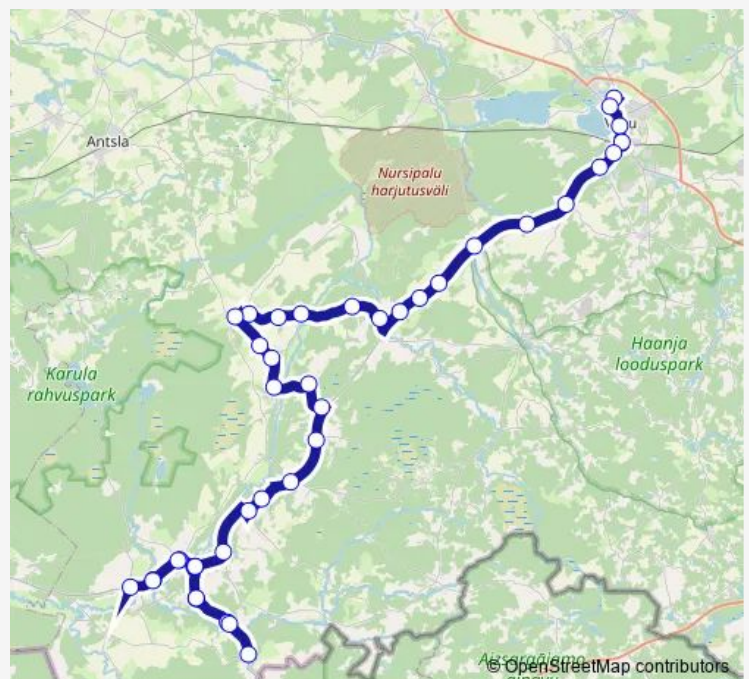 Antsla
Nursipalu
harjutusväli
Karula
rahvuspark
Haanja
looduspark
© OpenStreetMap contributors